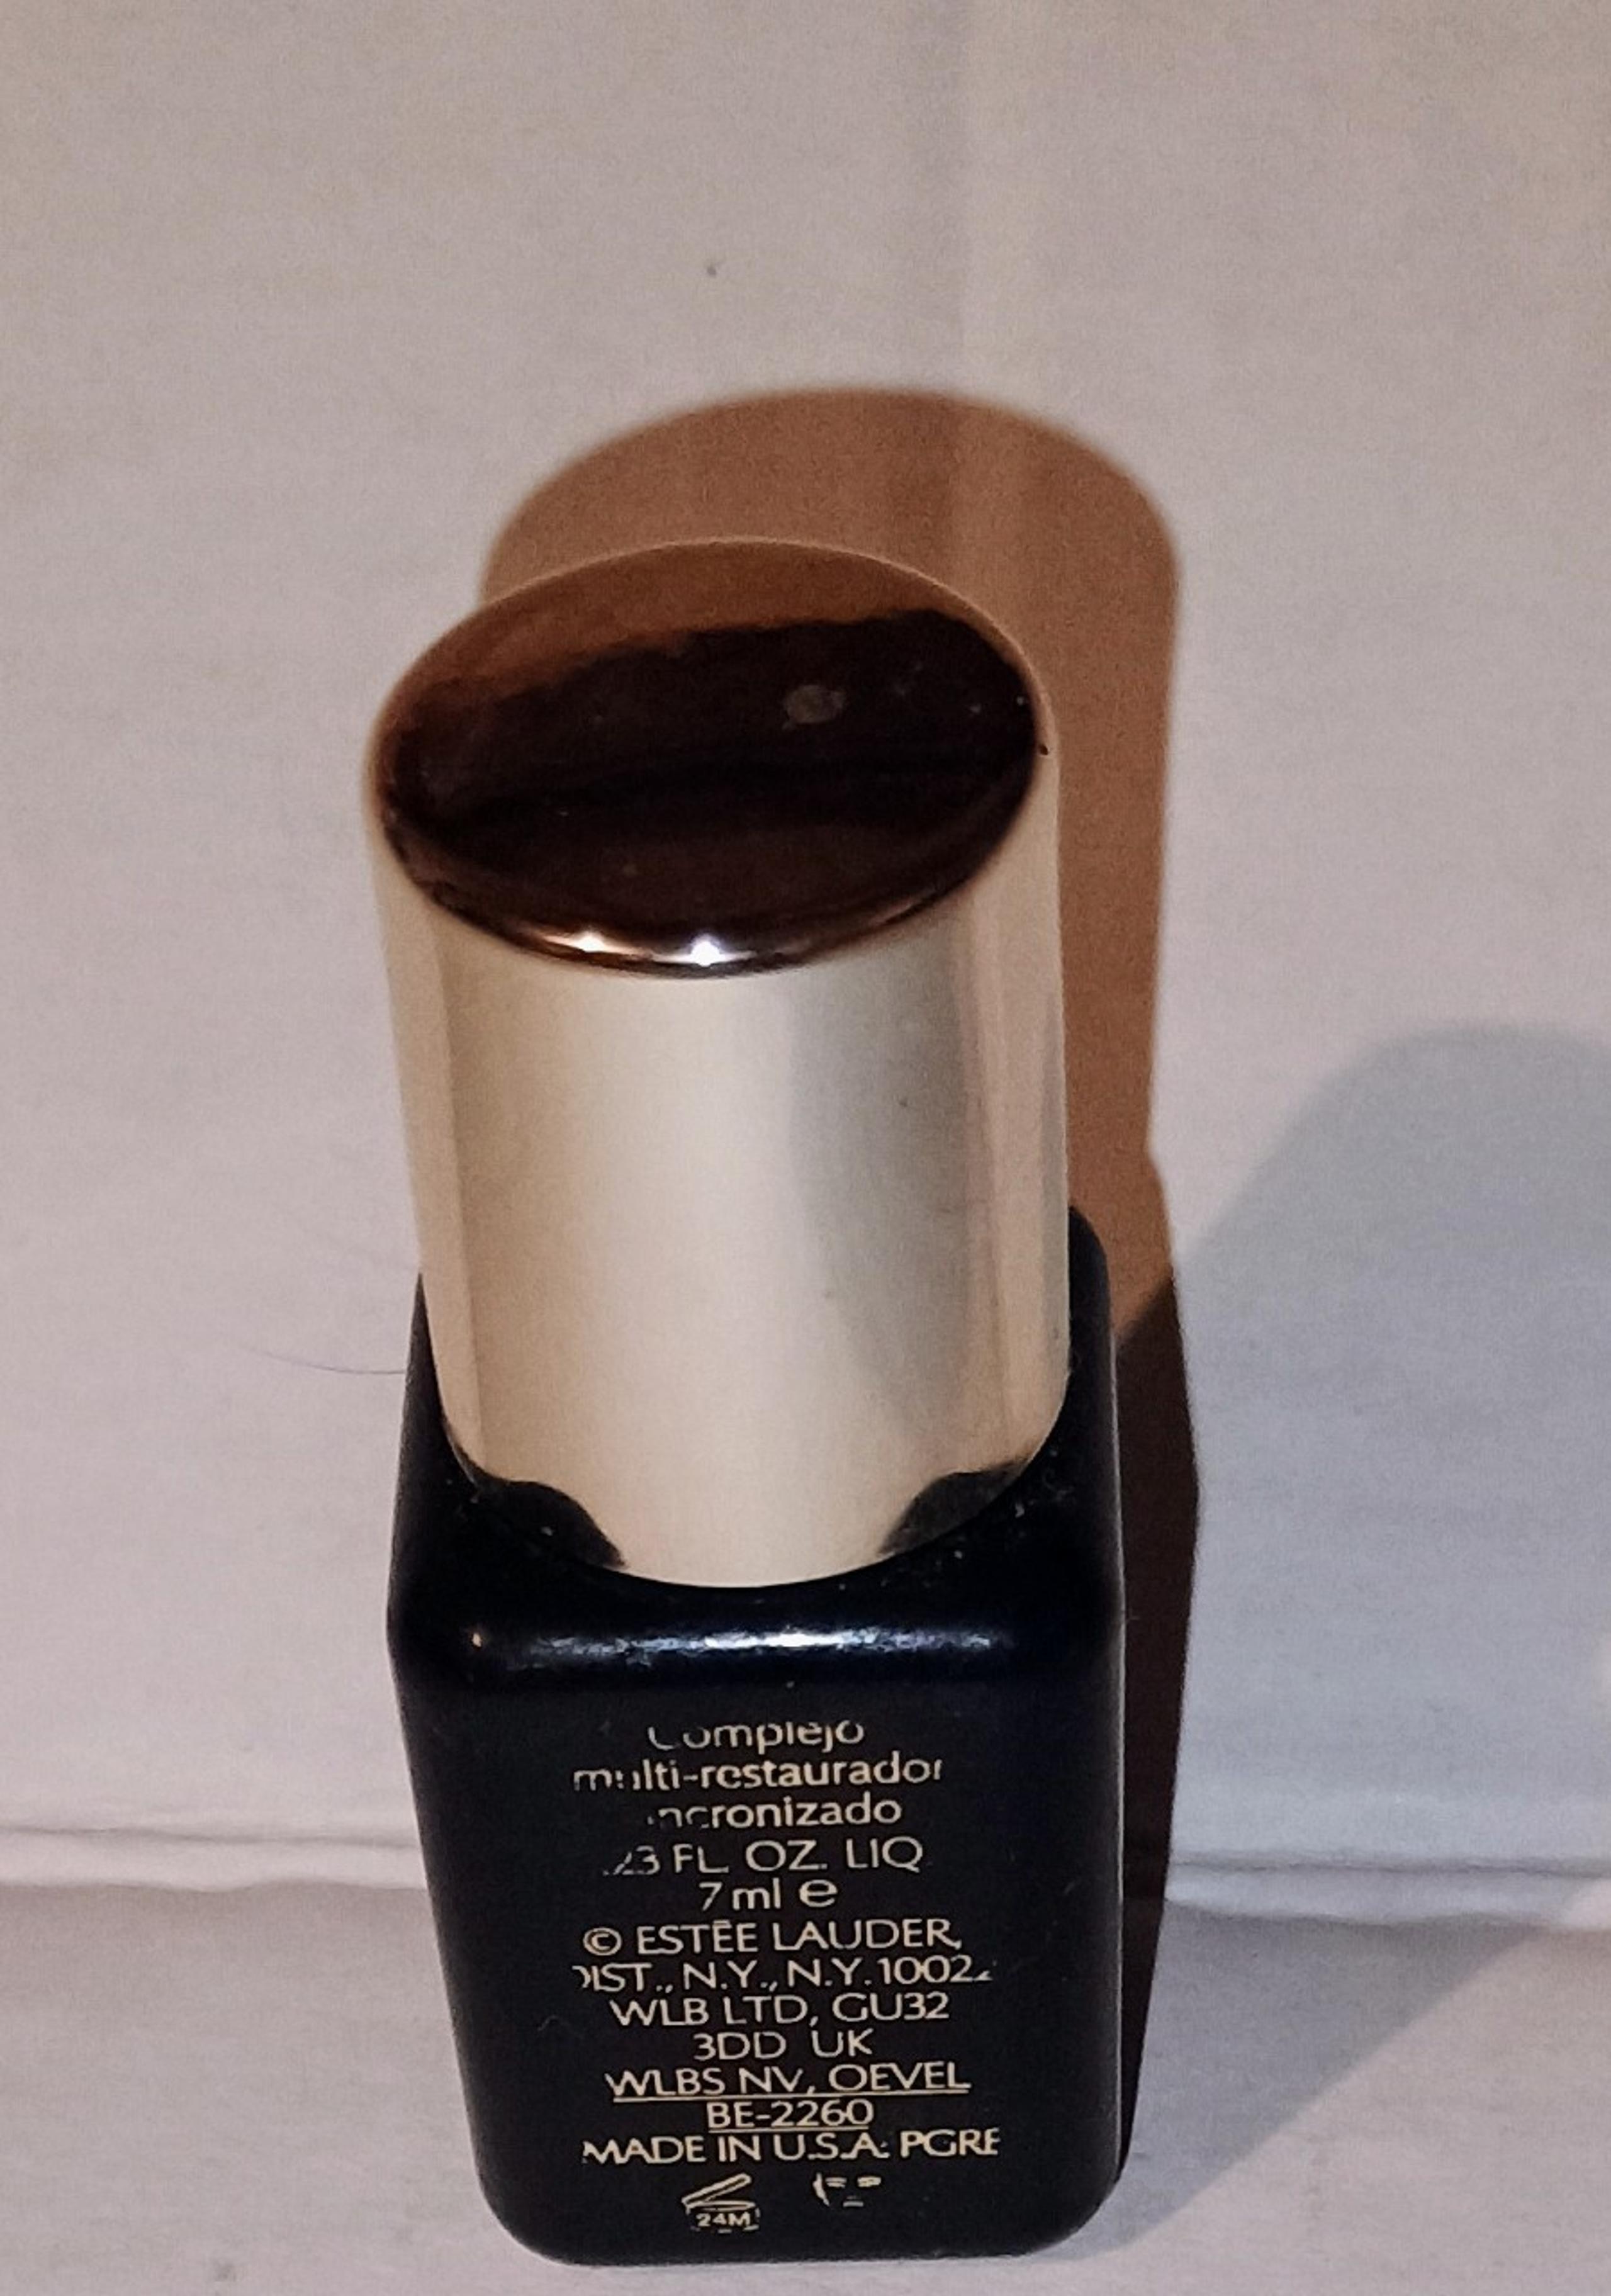 Complejo
multi-restaurador
.23 FL. OZ. LIQ
7 ml e
© ESTĒE LAUDER,
N.Y., N.Y. 10022
WLB LTD, GU32
3DD UK
WLBS NV, OEVEL
BE-2260
MADE IN U.S.A. PGRE
24M